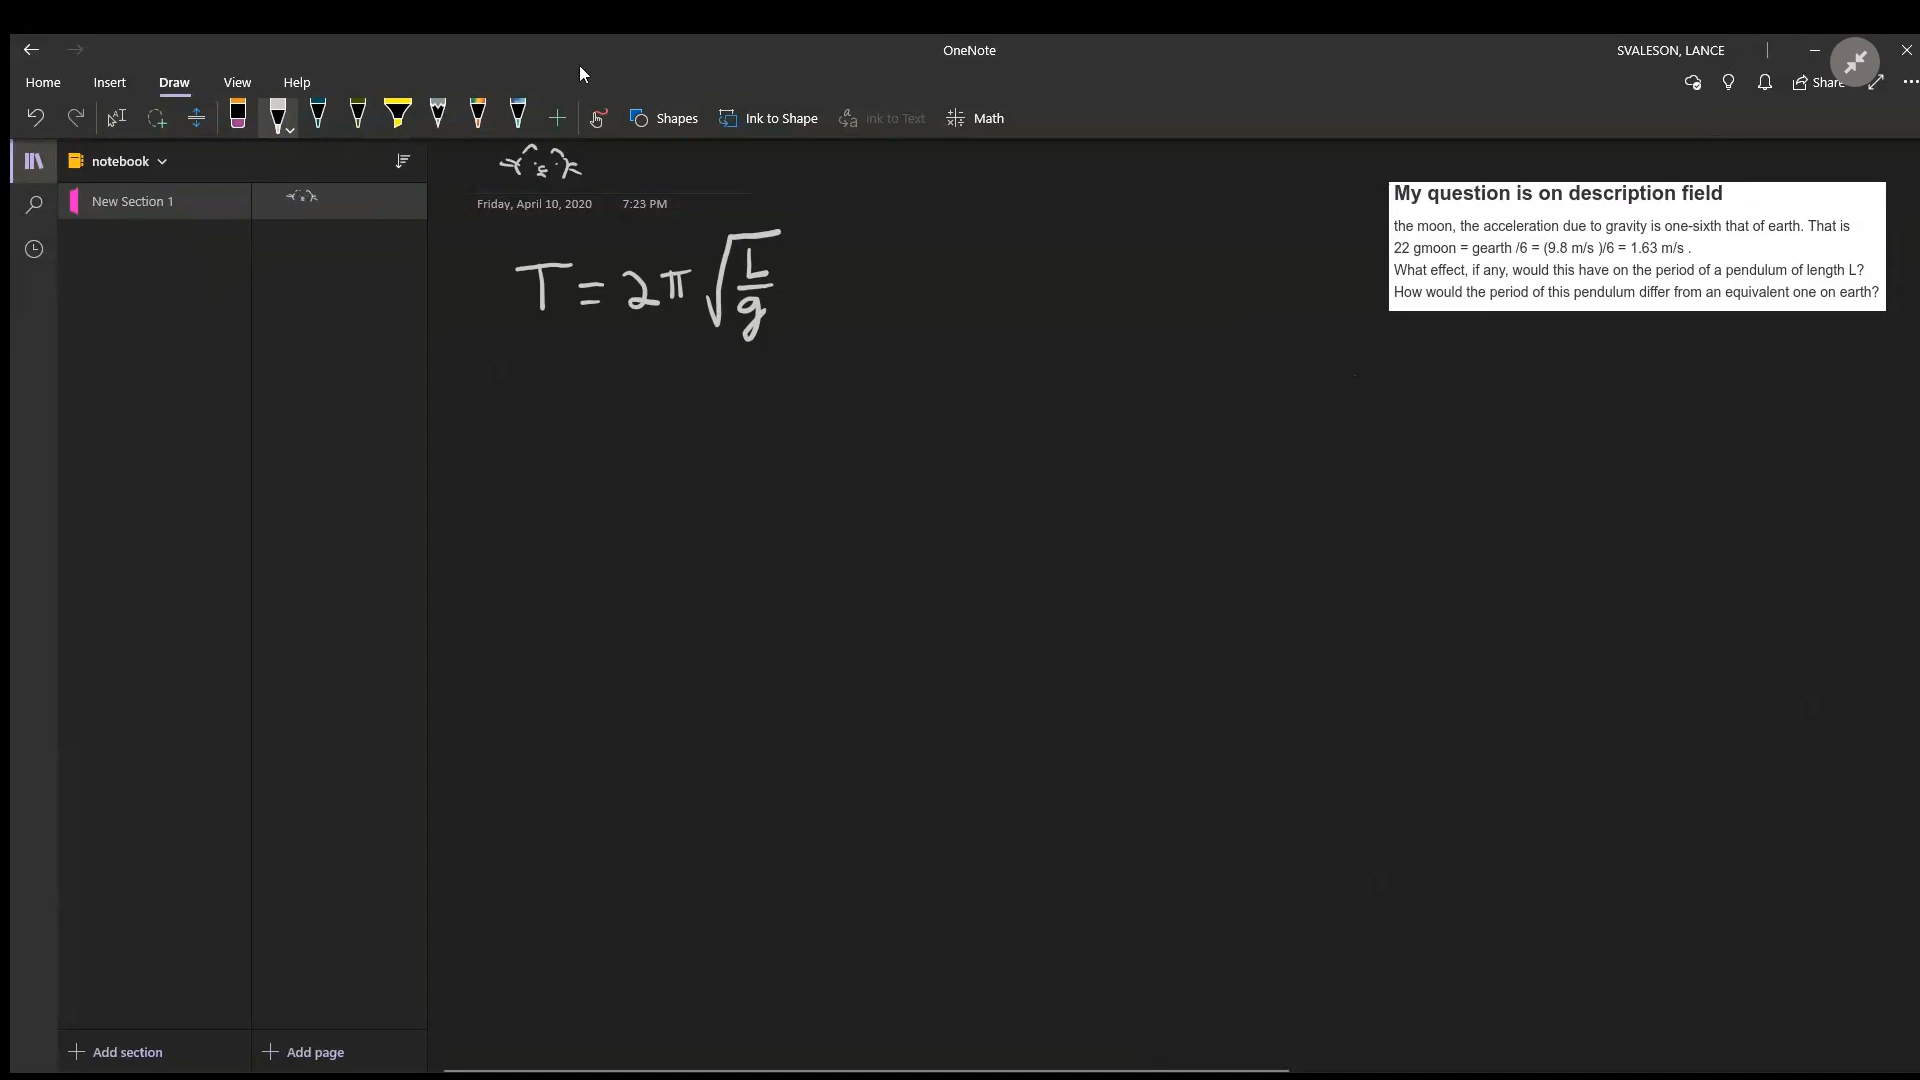 OneNote
SVALESON, LANCE
Home Insert Draw View Help
Share
Shapes Ink to Shape Ink to Text Math
notebook
New Section 1
Friday, April 10, 2020 7:23 PM
T = 2π √(L/g)
My question is on description field
the moon, the acceleration due to gravity is one-sixth that of earth. That is
22 gmoon = gearth /6 = (9.8 m/s )/6 = 1.63 m/s .
What effect, if any, would this have on the period of a pendulum of length L?
How would the period of this pendulum differ from an equivalent one on earth?
Add section
Add page